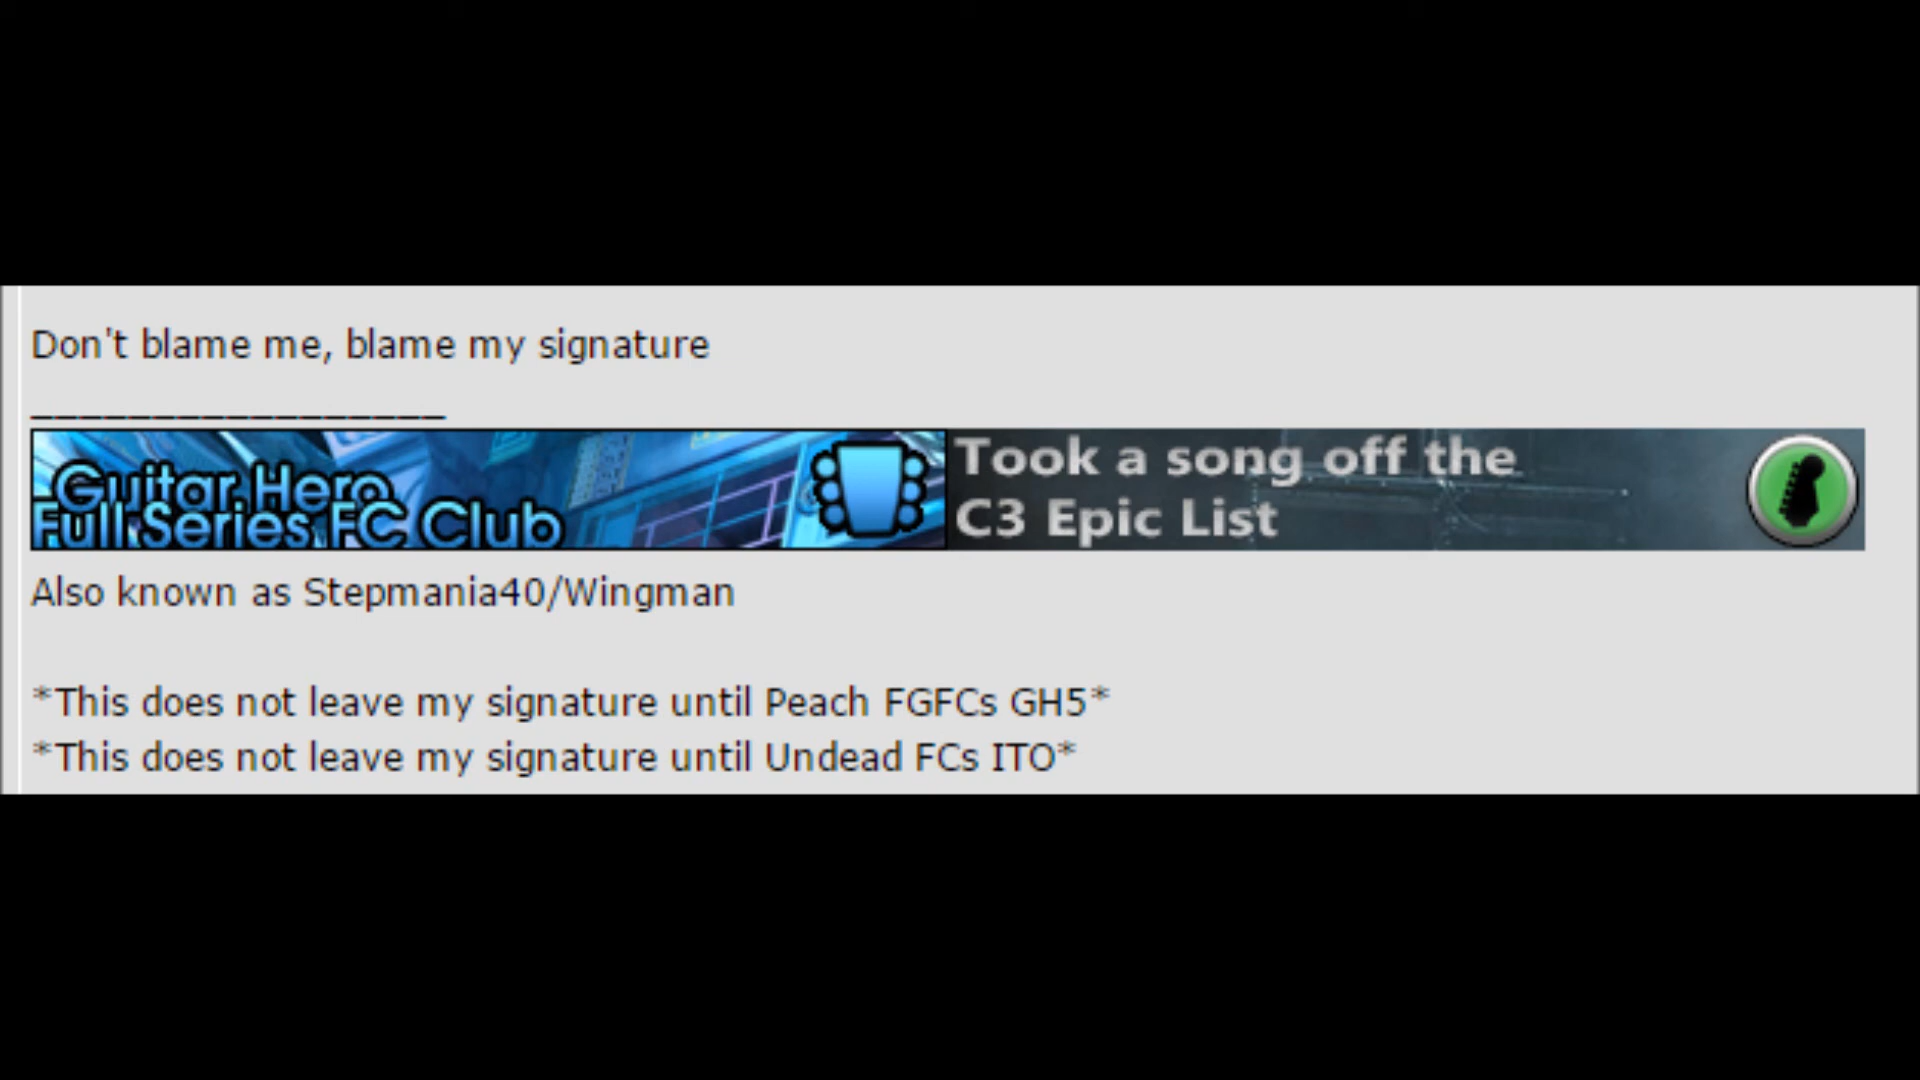 Don't blame me, blame my signature
_________________
Guitar Hero
Full Series FC Club
Took a song off the
C3 Epic List
Also known as Stepmania40/Wingman
*This does not leave my signature until Peach FGFCs GH5*
*This does not leave my signature until Undead FCs ITO*